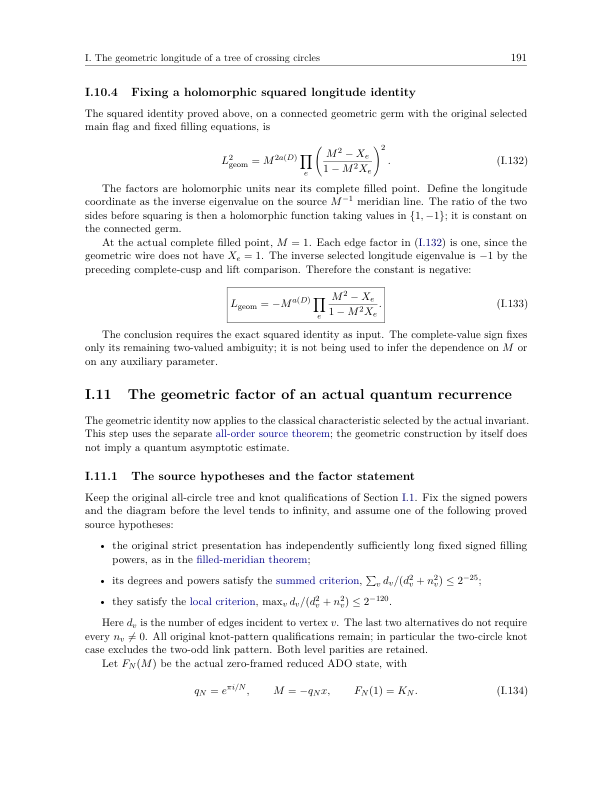 I. The geometric longitude of a tree of crossing circles 191
I.10.4 Fixing a holomorphic squared longitude identity
The squared identity proved above, on a connected geometric germ with the original selected
main flag and fixed filling equations, is
L²_geom = M^{2a(D)} ∏_e ( (M² − X_e) / (1 − M²X_e) )². (I.132)
The factors are holomorphic units near its complete filled point. Define the longitude
coordinate as the inverse eigenvalue on the source M⁻¹ meridian line. The ratio of the two
sides before squaring is then a holomorphic function taking values in {1, −1}; it is constant on
the connected germ.
At the actual complete filled point, M = 1. Each edge factor in (I.132) is one, since the
geometric wire does not have X_e = 1. The inverse selected longitude eigenvalue is −1 by the
preceding complete-cusp and lift comparison. Therefore the constant is negative:
L_geom = −M^{a(D)} ∏_e (M² − X_e) / (1 − M²X_e). (I.133)
The conclusion requires the exact squared identity as input. The complete-value sign fixes
only its remaining two-valued ambiguity; it is not being used to infer the dependence on M or
on any auxiliary parameter.
I.11 The geometric factor of an actual quantum recurrence
The geometric identity now applies to the classical characteristic selected by the actual invariant.
This step uses the separate all-order source theorem; the geometric construction by itself does
not imply a quantum asymptotic estimate.
I.11.1 The source hypotheses and the factor statement
Keep the original all-circle tree and knot qualifications of Section I.1. Fix the signed powers
and the diagram before the level tends to infinity, and assume one of the following proved
source hypotheses:
• the original strict presentation has independently sufficiently long fixed signed filling
powers, as in the filled-meridian theorem;
• its degrees and powers satisfy the summed criterion, ∑_v d_v/(d_v² + n_v²) ≤ 2⁻²⁵;
• they satisfy the local criterion, max_v d_v/(d_v² + n_v²) ≤ 2⁻¹²⁰.
Here d_v is the number of edges incident to vertex v. The last two alternatives do not require
every n_v ≠ 0. All original knot-pattern qualifications remain; in particular the two-circle knot
case excludes the two-odd link pattern. Both level parities are retained.
Let F_N(M) be the actual zero-framed reduced ADO state, with
q_N = e^{πi/N}, M = −q_N x, F_N(1) = K_N. (I.134)